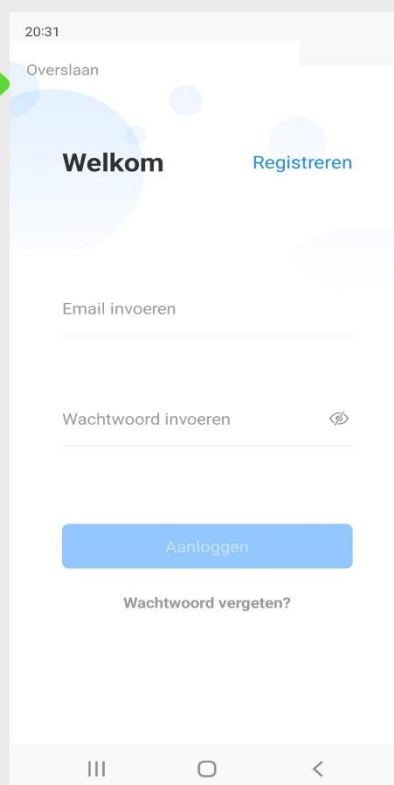 20:31
Overslaan
Welkom Registreren
Email invoeren
Wachtwoord invoeren
Aanloggen
Wachtwoord vergeten?